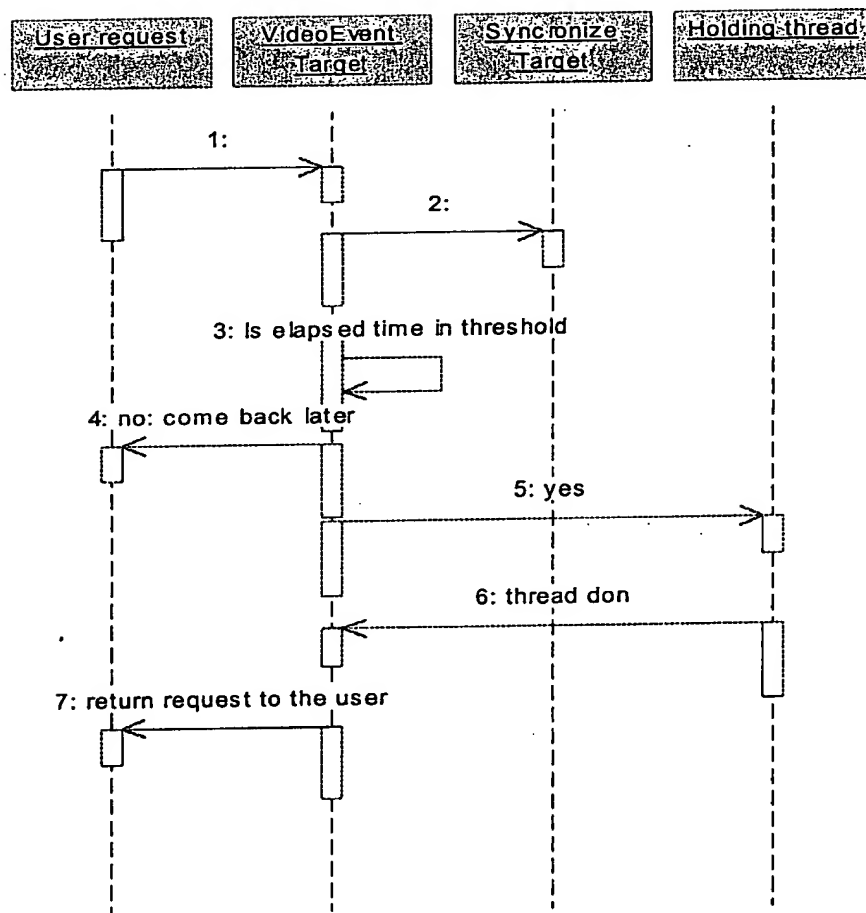 User request
VideoEvent
Target
Syncronize
Target
Holding thread
1:
2:
3: Is elapsed time in threshold
4: no: come back later
5: yes
6: thread don
7: return request to the user